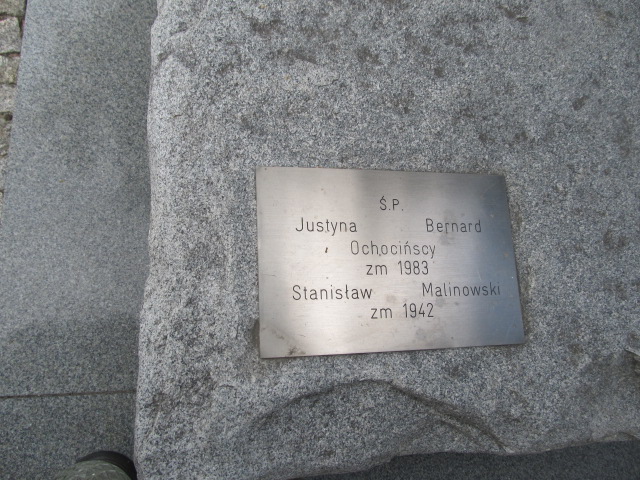 Ś.P.
Justyna Bernard
Ochocińscy
zm 1983
Stanisław Malinowski
zm 1942